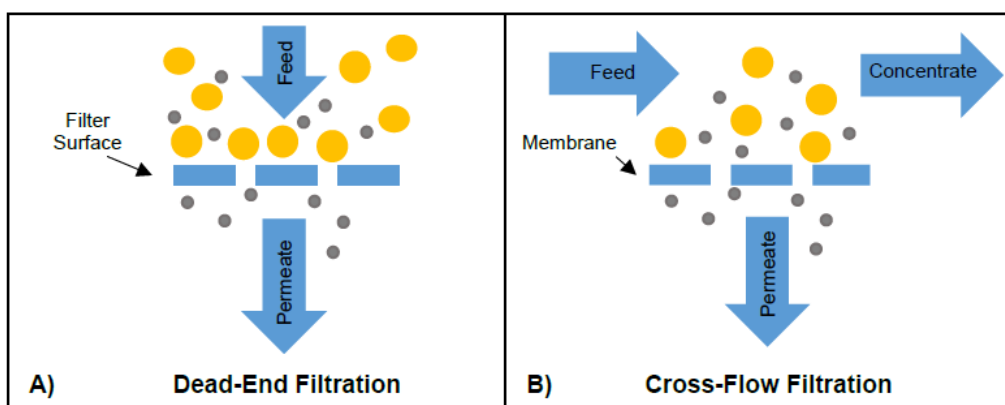 Feed
Filter
Surface
Permeate
A) Dead-End Filtration
Feed
Concentrate
Membrane
Permeate
B) Cross-Flow Filtration